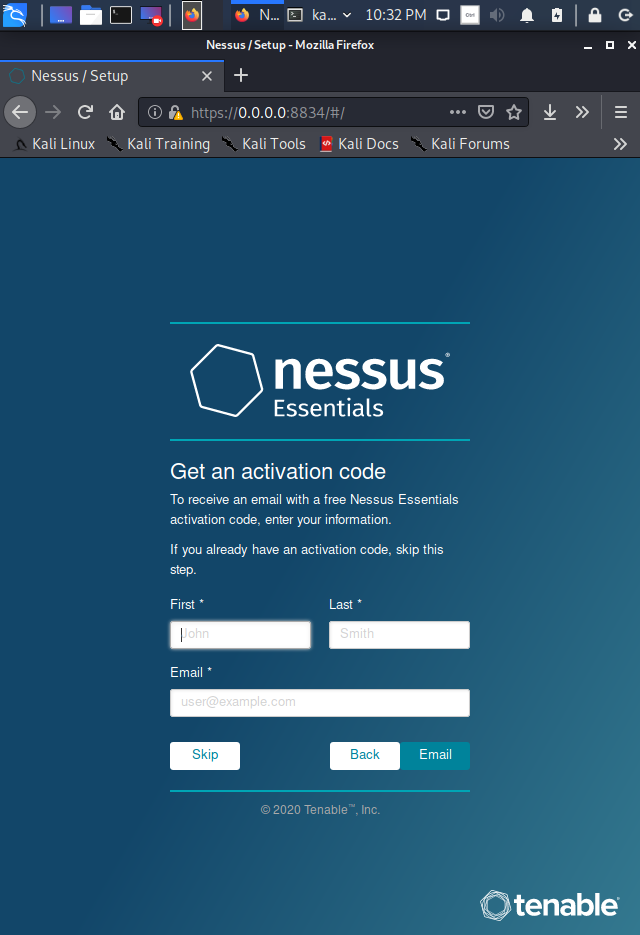 N...
ka...
10:32 PM
Nessus / Setup - Mozilla Firefox
Nessus / Setup
https://0.0.0.0:8834/#/
Kali Linux
Kali Training
Kali Tools
Kali Docs
Kali Forums
nessus®
Essentials
Get an activation code
To receive an email with a free Nessus Essentials
activation code, enter your information.
If you already have an activation code, skip this
step.
First *
Last *
John
Smith
Email *
user@example.com
Skip
Back
Email
© 2020 Tenable™, Inc.
tenable®